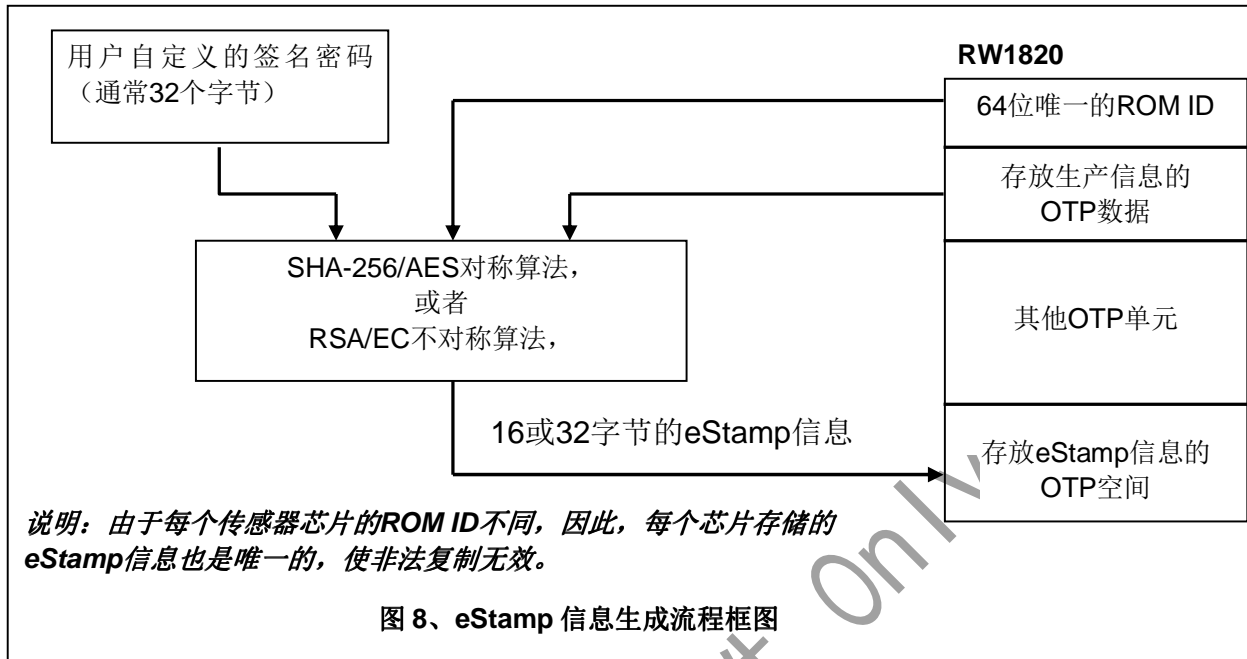 用户自定义的签名密码
（通常32个字节）
RW1820
64位唯一的ROM ID
存放生产信息的
OTP数据
SHA-256/AES对称算法，
或者
RSA/EC不对称算法，
其他OTP单元
16或32字节的eStamp信息
存放eStamp信息的
OTP空间
说明：由于每个传感器芯片的ROM ID不同，因此，每个芯片存储的
eStamp信息也是唯一的，使非法复制无效。
Only
图 8、eStamp 信息生成流程框图